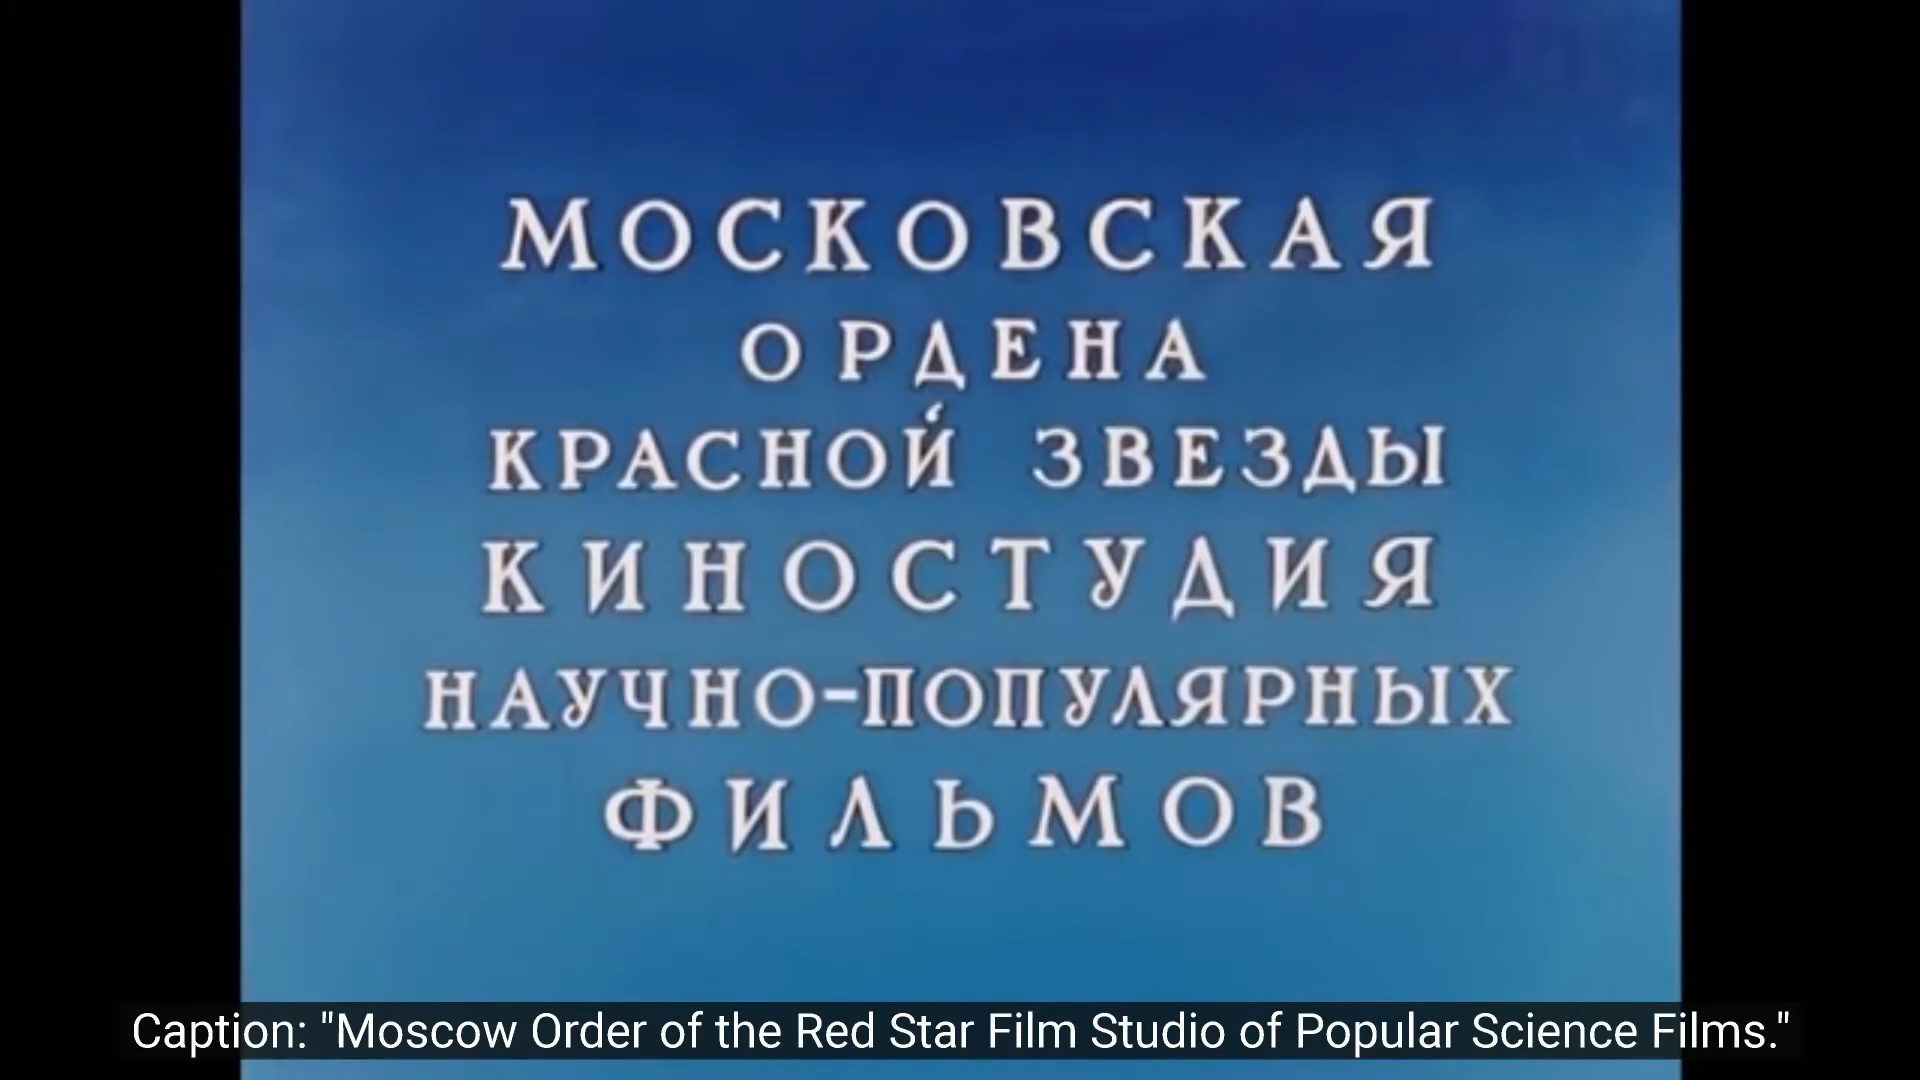 МОСКОВСКАЯ
ОРДЕНА
КРАСНОЙ ЗВЕЗДЫ
КИНОСТУДИЯ
НАУЧНО-ПОПУЛЯРНЫХ
ФИЛЬМОВ
Caption: "Moscow Order of the Red Star Film Studio of Popular Science Films."